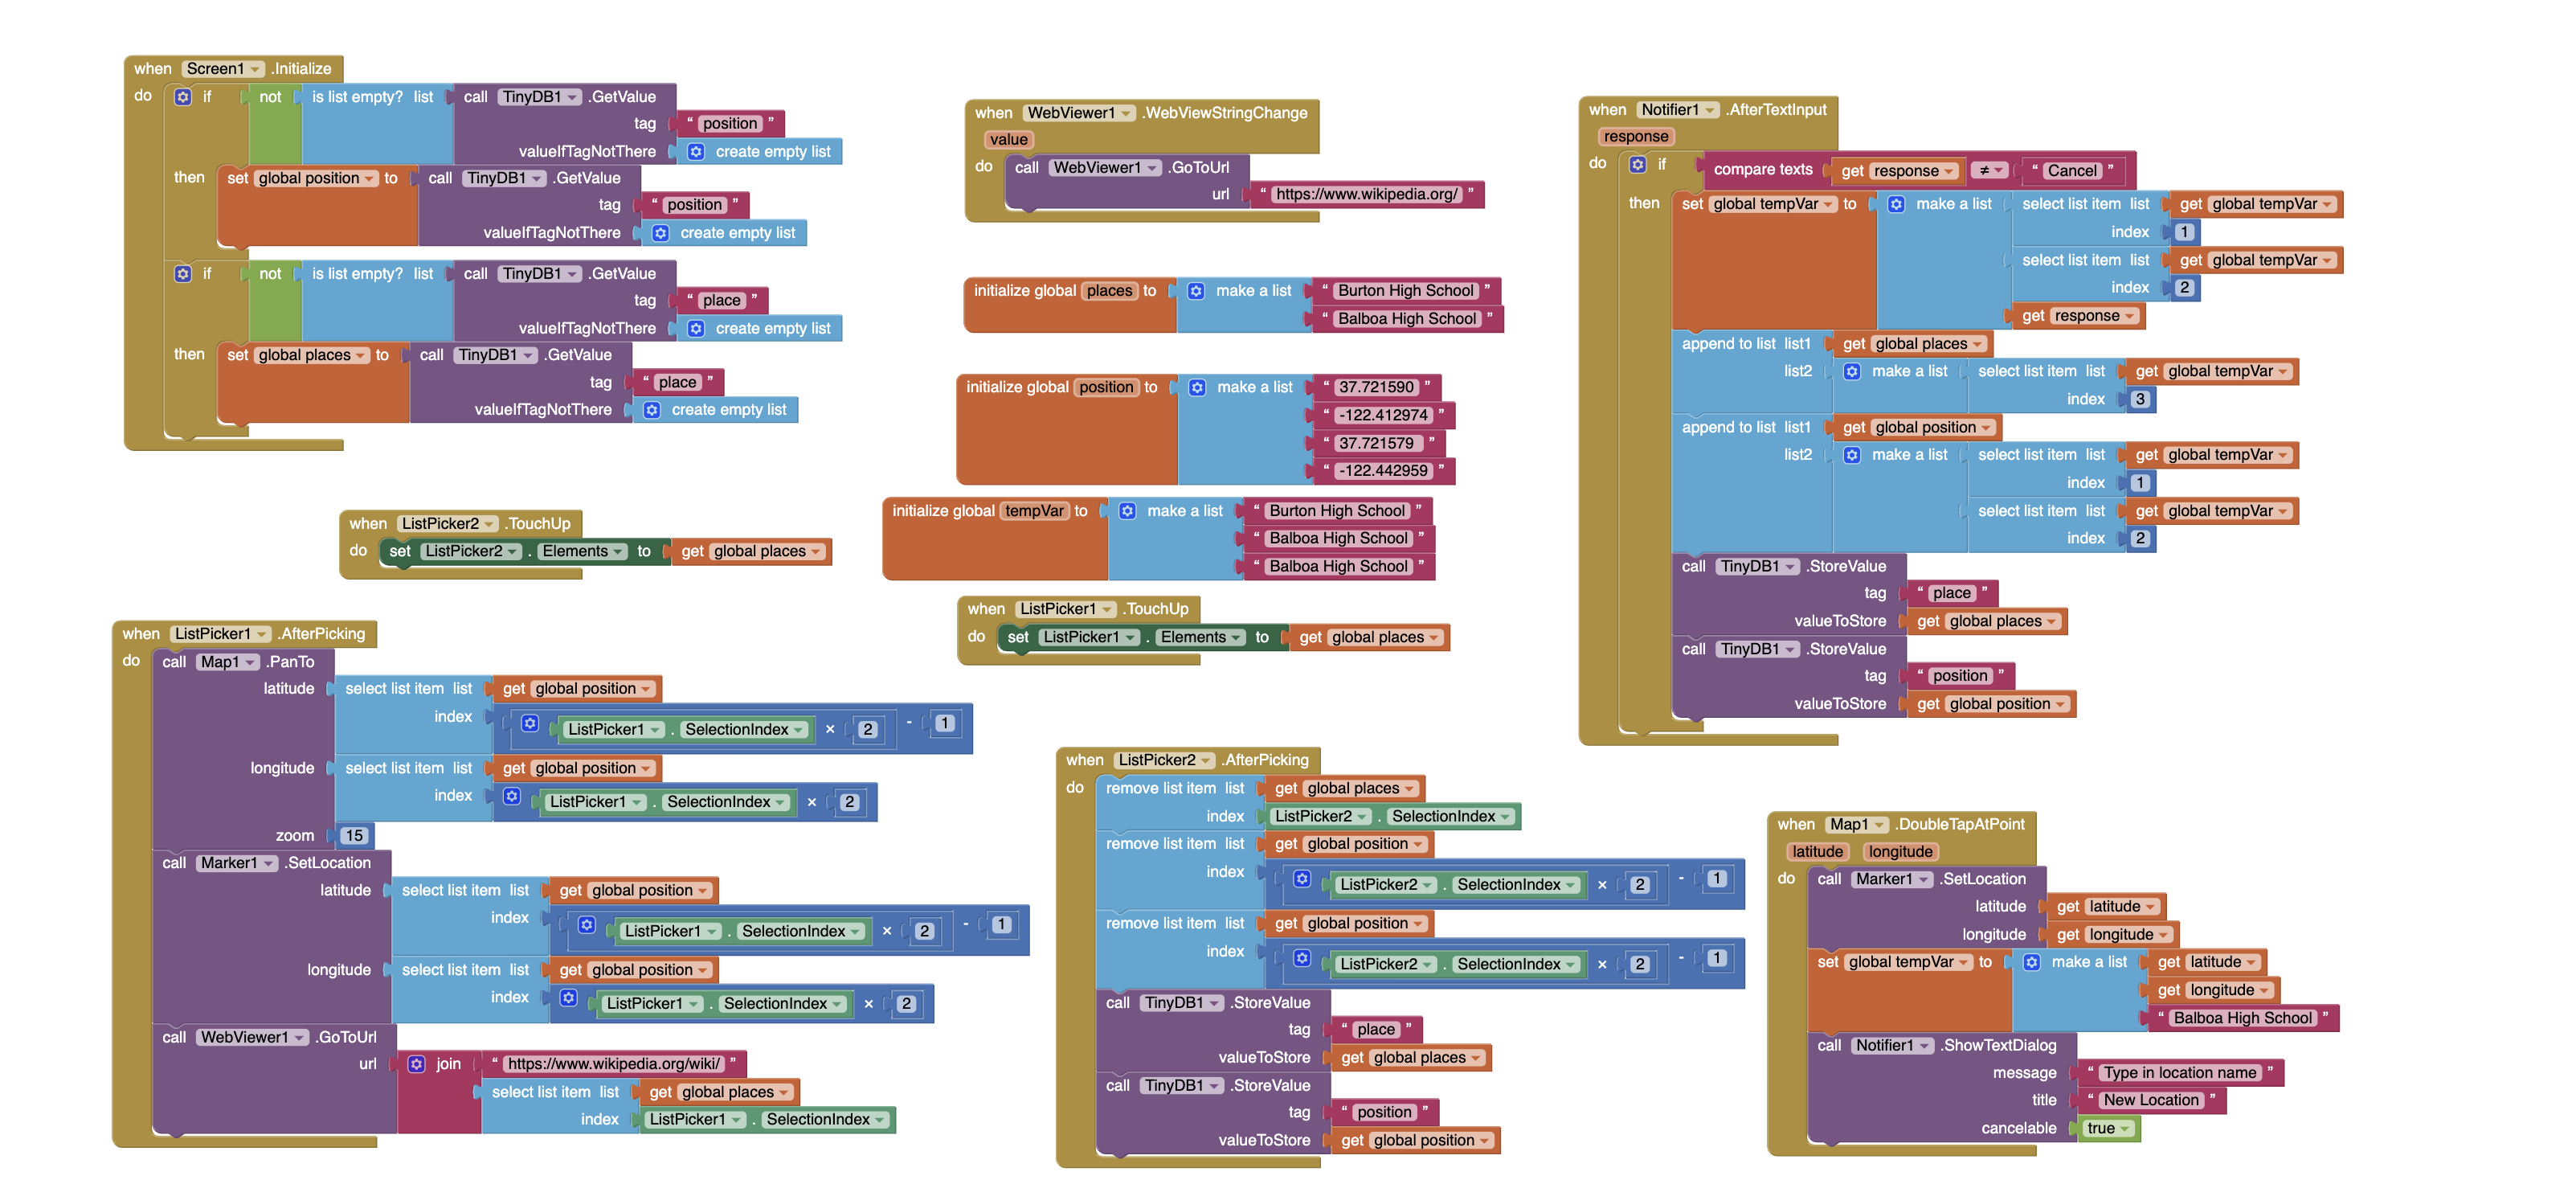 when Screen1 .Initialize
do if not is list empty? list call TinyDB1 .GetValue
tag " position "
valueIfTagNotThere create empty list
then set global position to call TinyDB1 .GetValue
tag " position "
valueIfTagNotThere create empty list
if not is list empty? list call TinyDB1 .GetValue
tag " place "
valueIfTagNotThere create empty list
then set global places to call TinyDB1 .GetValue
tag " place "
valueIfTagNotThere create empty list
when ListPicker2 .TouchUp
do set ListPicker2 . Elements to get global places
when ListPicker1 .AfterPicking
do call Map1 .PanTo
latitude select list item list get global position
index ListPicker1 . SelectionIndex × 2 - 1
longitude select list item list get global position
index ListPicker1 . SelectionIndex × 2
zoom 15
call Marker1 .SetLocation
latitude select list item list get global position
index ListPicker1 . SelectionIndex × 2 - 1
longitude select list item list get global position
index ListPicker1 . SelectionIndex × 2
call WebViewer1 .GoToUrl
url join " https://www.wikipedia.org/wiki/ "
select list item list get global places
index ListPicker1 . SelectionIndex
when WebViewer1 .WebViewStringChange
value
do call WebViewer1 .GoToUrl
url " https://www.wikipedia.org/ "
initialize global places to make a list " Burton High School "
" Balboa High School "
initialize global position to make a list " 37.721590 "
" -122.412974 "
" 37.721579 "
" -122.442959 "
initialize global tempVar to make a list " Burton High School "
" Balboa High School "
" Balboa High School "
when ListPicker1 .TouchUp
do set ListPicker1 . Elements to get global places
when ListPicker2 .AfterPicking
do remove list item list get global places
index ListPicker2 . SelectionIndex
remove list item list get global position
index ListPicker2 . SelectionIndex × 2 - 1
remove list item list get global position
index ListPicker2 . SelectionIndex × 2 - 1
call TinyDB1 .StoreValue
tag " place "
valueToStore get global places
call TinyDB1 .StoreValue
tag " position "
valueToStore get global position
when Notifier1 .AfterTextInput
response
do if compare texts get response ≠ " Cancel "
then set global tempVar to make a list select list item list get global tempVar
index 1
select list item list get global tempVar
index 2
get response
append to list list1 get global places
list2 make a list select list item list get global tempVar
index 3
append to list list1 get global position
list2 make a list select list item list get global tempVar
index 1
select list item list get global tempVar
index 2
call TinyDB1 .StoreValue
tag " place "
valueToStore get global places
call TinyDB1 .StoreValue
tag " position "
valueToStore get global position
when Map1 .DoubleTapAtPoint
latitude longitude
do call Marker1 .SetLocation
latitude get latitude
longitude get longitude
set global tempVar to make a list get latitude
get longitude
" Balboa High School "
call Notifier1 .ShowTextDialog
message " Type in location name "
title " New Location "
cancelable true